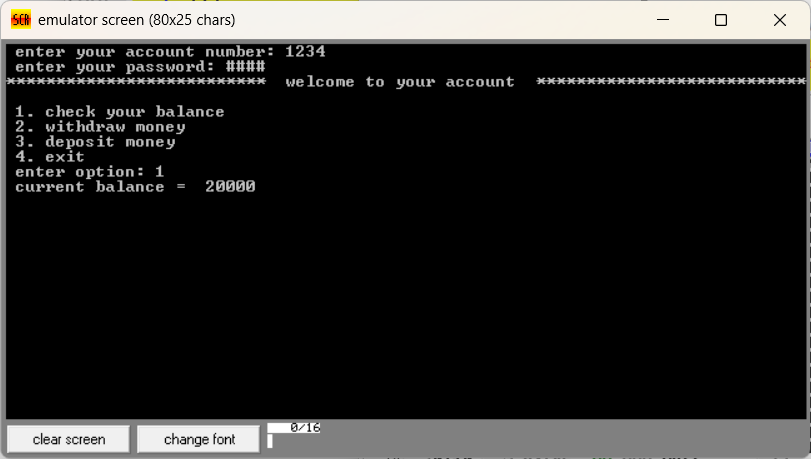 emulator screen (80x25 chars)
enter your account number: 1234
enter your password: ####
************************** welcome to your account ***************************
1. check your balance
2. withdraw money
3. deposit money
4. exit
enter option: 1
current balance = 20000
clear screen
change font
0/16